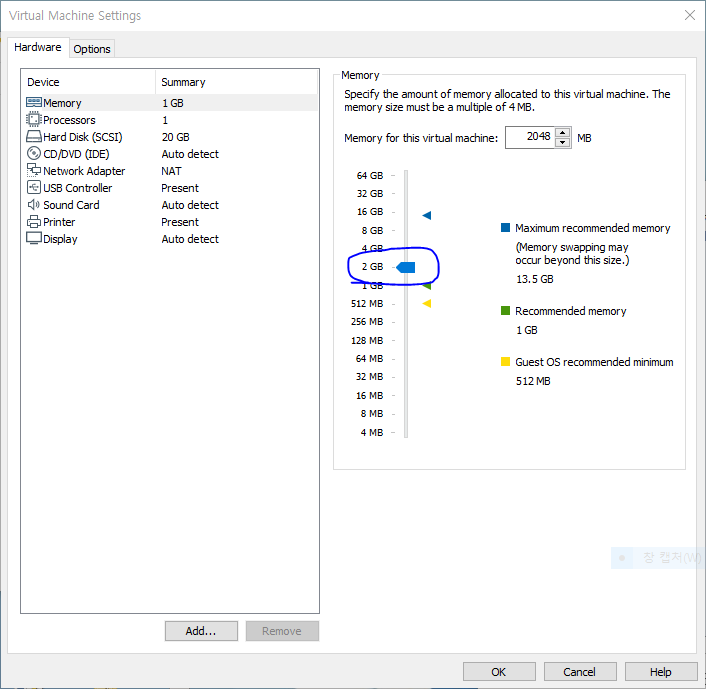 Virtual Machine Settings
Hardware
Options
Device Summary
Memory 1 GB
Processors 1
Hard Disk (SCSI) 20 GB
CD/DVD (IDE) Auto detect
Network Adapter NAT
USB Controller Present
Sound Card Auto detect
Printer Present
Display Auto detect
Add...
Remove
Memory
Specify the amount of memory allocated to this virtual machine. The
memory size must be a multiple of 4 MB.
Memory for this virtual machine: 2048 MB
64 GB
32 GB
16 GB
8 GB
4 GB
2 GB
1 GB
512 MB
256 MB
128 MB
64 MB
32 MB
16 MB
8 MB
4 MB
Maximum recommended memory
(Memory swapping may
occur beyond this size.)
13.5 GB
Recommended memory
1 GB
Guest OS recommended minimum
512 MB
창 캡처(W)
OK
Cancel
Help